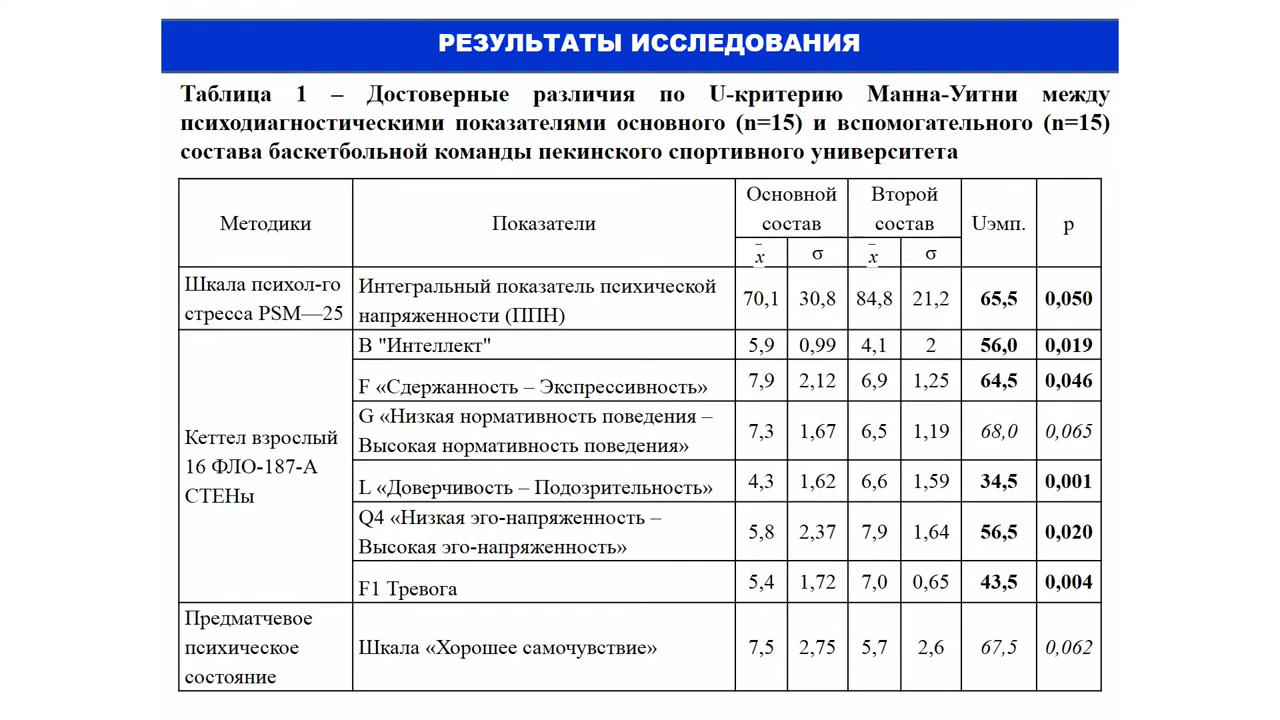 РЕЗУЛЬТАТЫ ИССЛЕДОВАНИЯ
Таблица 1 – Достоверные различия по U-критерию Манна-Уитни между
психодиагностическими показателями основного (n=15) и вспомогательного (n=15)
состава баскетбольной команды пекинского спортивного университета
Методики Показатели Основной состав Второй состав Uэмп. p
x̄ σ x̄ σ
Шкала психол-го
стресса PSM—25
Интегральный показатель психической
напряженности (ППН)
70,1 30,8 84,8 21,2 65,5 0,050
Кеттел взрослый
16 ФЛО-187-А
СТЕНы
B "Интеллект" 5,9 0,99 4,1 2 56,0 0,019
F «Сдержанность – Экспрессивность» 7,9 2,12 6,9 1,25 64,5 0,046
G «Низкая нормативность поведения –
Высокая нормативность поведения»
7,3 1,67 6,5 1,19 68,0 0,065
L «Доверчивость – Подозрительность» 4,3 1,62 6,6 1,59 34,5 0,001
Q4 «Низкая эго-напряженность –
Высокая эго-напряженность»
5,8 2,37 7,9 1,64 56,5 0,020
F1 Тревога 5,4 1,72 7,0 0,65 43,5 0,004
Предматчевое
психическое
состояние
Шкала «Хорошее самочувствие» 7,5 2,75 5,7 2,6 67,5 0,062